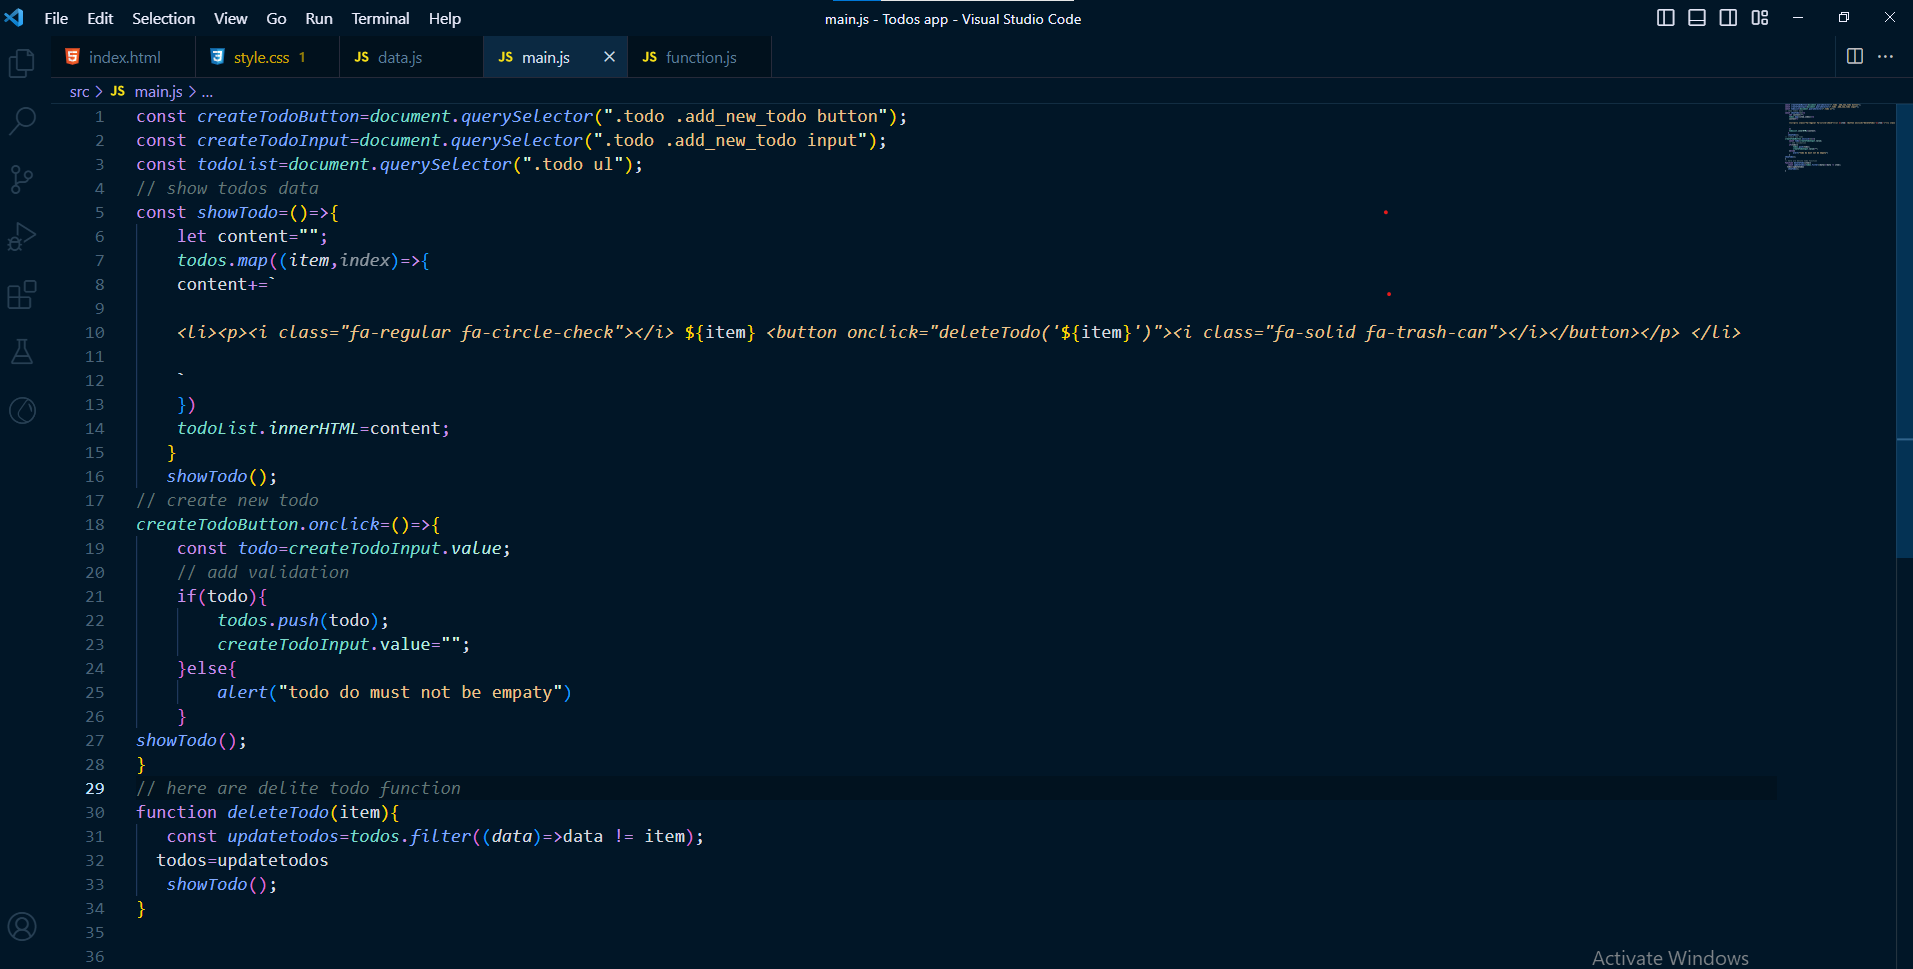 File Edit Selection View Go Run Terminal Help
main.js - Todos app - Visual Studio Code
index.html
style.css 1
JS data.js
JS main.js
JS function.js
src > JS main.js > ...
1 const createTodoButton=document.querySelector(".todo .add_new_todo button");
2 const createTodoInput=document.querySelector(".todo .add_new_todo input");
3 const todoList=document.querySelector(".todo ul");
4 // show todos data
5 const showTodo=()=>{
6 let content="";
7 todos.map((item,index)=>{
8 content+=`
9
10 <li><p><i class="fa-regular fa-circle-check"></i> ${item} <button onclick="deleteTodo('${item}')"><i class="fa-solid fa-trash-can"></i></button></p> </li>
11
12 `
13 })
14 todoList.innerHTML=content;
15 }
16 showTodo();
17 // create new todo
18 createTodoButton.onclick=()=>{
19 const todo=createTodoInput.value;
20 // add validation
21 if(todo){
22 todos.push(todo);
23 createTodoInput.value="";
24 }else{
25 alert("todo do must not be empaty")
26 }
27 showTodo();
28 }
29 // here are delite todo function
30 function deleteTodo(item){
31 const updatetodos=todos.filter((data)=>data != item);
32 todos=updatetodos
33 showTodo();
34 }
35
36
Activate Windows